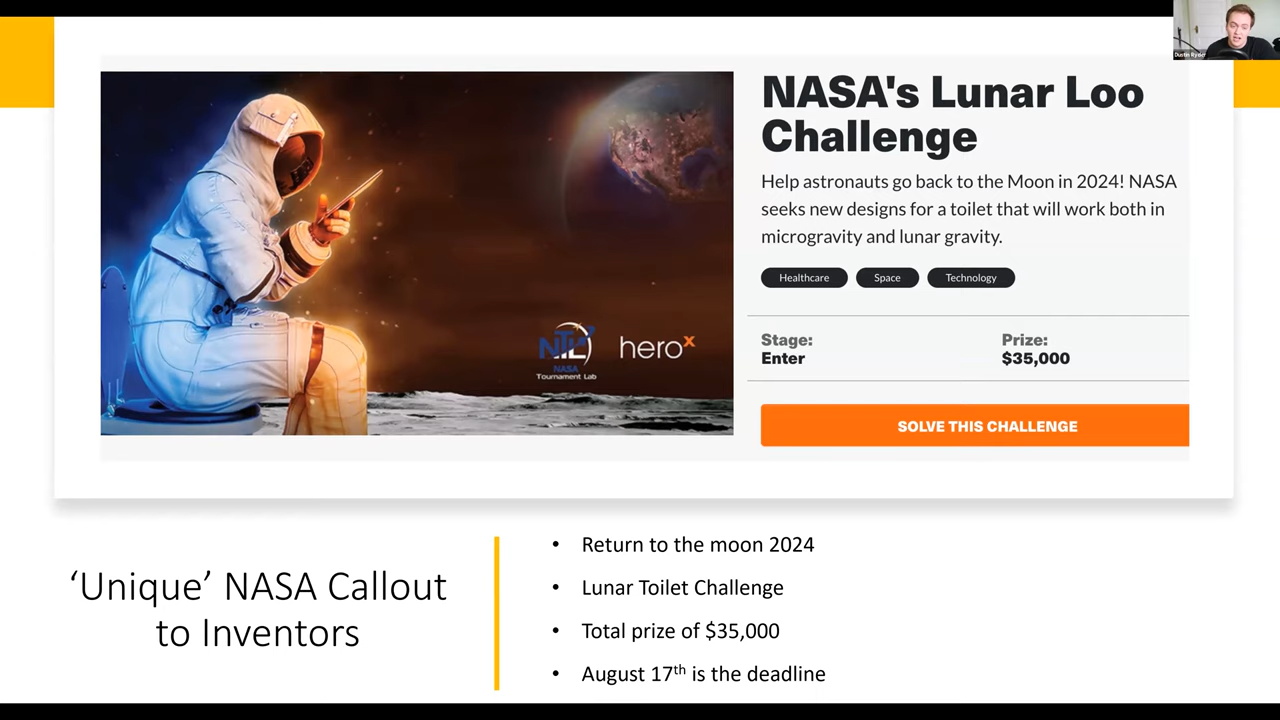 Dustin Ryder
NASA's Lunar Loo
Challenge
Help astronauts go back to the Moon in 2024! NASA
seeks new designs for a toilet that will work both in
microgravity and lunar gravity.
Healthcare Space Technology
Stage: Prize:
Enter $35,000
SOLVE THIS CHALLENGE
NTL
NASA
Tournament Lab
herox
‘Unique’ NASA Callout
to Inventors
• Return to the moon 2024
• Lunar Toilet Challenge
• Total prize of $35,000
• August 17th is the deadline